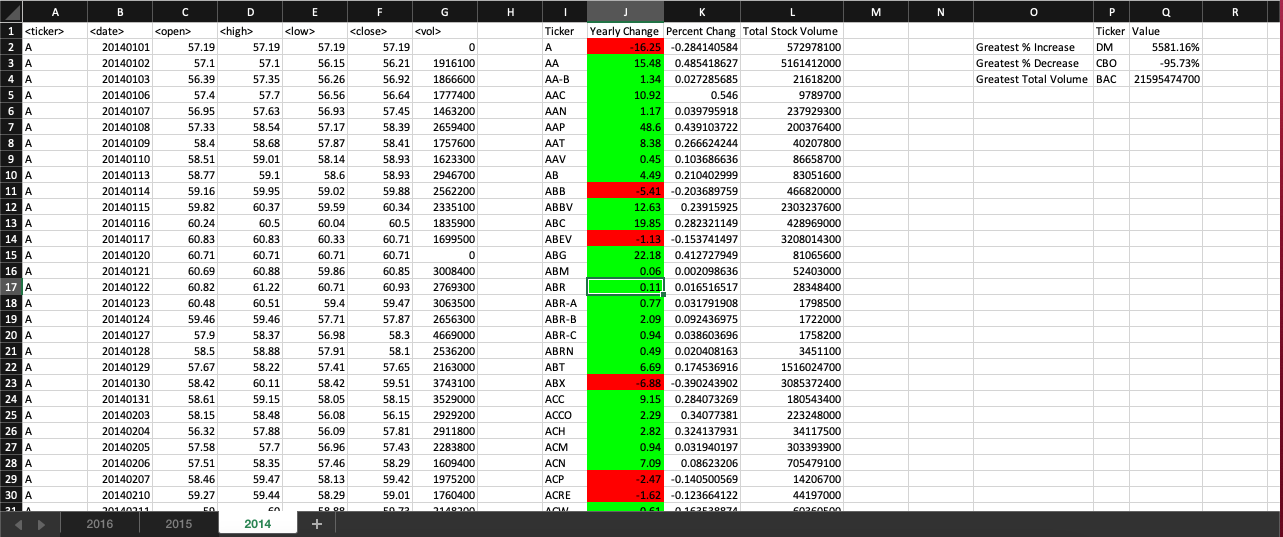 A B C D E F G H I J K L M N O P Q R
1 <ticker> <date> <open> <high> <low> <close> <vol> Ticker Yearly Change Percent Chang Total Stock Volume Ticker Value
2 A 20140101 57.19 57.19 57.19 57.19 0 A -16.25 -0.284140584 572978100 Greatest % Increase DM 5581.16%
3 A 20140102 57.1 57.1 56.15 56.21 1916100 AA 15.48 0.485418627 5161412000 Greatest % Decrease CBO -95.73%
4 A 20140103 56.39 57.35 56.26 56.92 1866600 AA-B 1.34 0.027285685 21618200 Greatest Total Volume BAC 21595474700
5 A 20140106 57.4 57.7 56.56 56.64 1777400 AAC 10.92 0.546 9789700
6 A 20140107 56.95 57.63 56.93 57.45 1463200 AAN 1.17 0.039795918 237929300
7 A 20140108 57.33 58.54 57.17 58.39 2659400 AAP 48.6 0.439103722 200376400
8 A 20140109 58.4 58.68 57.87 58.41 1757600 AAT 8.38 0.266624244 40207800
9 A 20140110 58.51 59.01 58.14 58.93 1623300 AAV 0.45 0.103686636 86658700
10 A 20140113 58.77 59.1 58.6 58.93 2946700 AB 4.49 0.210402999 83051600
11 A 20140114 59.16 59.95 59.02 59.88 2562200 ABB -5.41 -0.203689759 466820000
12 A 20140115 59.82 60.37 59.59 60.34 2335100 ABBV 12.63 0.23915925 2303237600
13 A 20140116 60.24 60.5 60.04 60.5 1835900 ABC 19.85 0.282321149 428969000
14 A 20140117 60.83 60.83 60.33 60.71 1699500 ABEV -1.13 -0.153741497 3208014300
15 A 20140120 60.71 60.71 60.71 60.71 0 ABG 22.18 0.412727949 81065600
16 A 20140121 60.69 60.88 59.86 60.85 3008400 ABM 0.06 0.002098636 52403000
17 A 20140122 60.82 61.22 60.71 60.93 2769300 ABR 0.11 0.016516517 28348400
18 A 20140123 60.48 60.51 59.4 59.47 3063500 ABR-A 0.77 0.031791908 1798500
19 A 20140124 59.46 59.46 57.71 57.87 2656300 ABR-B 2.09 0.092436975 1722000
20 A 20140127 57.9 58.37 56.98 58.3 4669000 ABR-C 0.94 0.038603696 1758200
21 A 20140128 58.5 58.88 57.91 58.1 2536200 ABRN 0.49 0.020408163 3451100
22 A 20140129 57.67 58.22 57.41 57.65 2163000 ABT 6.69 0.174536916 1516024700
23 A 20140130 58.42 60.11 58.42 59.51 3743100 ABX -6.88 -0.390243902 3085372400
24 A 20140131 58.61 59.15 58.05 58.15 3529000 ACC 9.15 0.284073269 180543400
25 A 20140203 58.15 58.48 56.08 56.15 2929200 ACCO 2.29 0.34077381 223248000
26 A 20140204 56.32 57.88 56.09 57.81 2911800 ACH 2.82 0.324137931 34117500
27 A 20140205 57.58 57.7 56.96 57.43 2283800 ACM 0.94 0.031940197 303393900
28 A 20140206 57.51 58.35 57.46 58.29 1609400 ACN 7.09 0.08623206 705479100
29 A 20140207 58.46 59.47 58.13 59.42 1975200 ACP -2.47 -0.140500569 14206700
30 A 20140210 59.27 59.44 58.29 59.01 1760400 ACRE -1.62 -0.123664122 44197000
2016 2015 2014 +